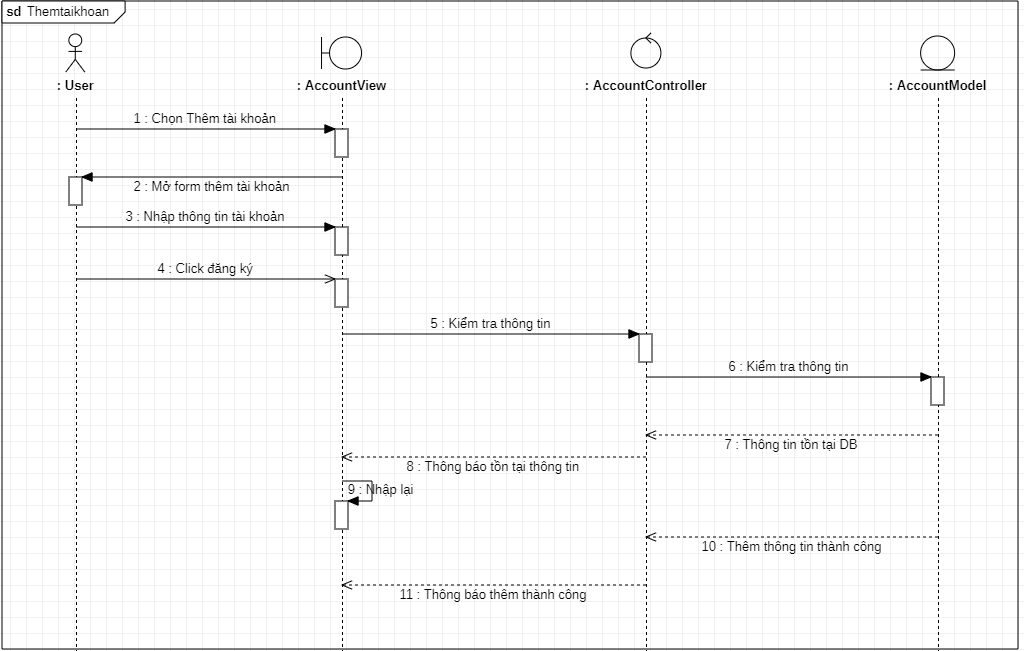 sd Themtaikhoan
: User
: AccountView
: AccountController
: AccountModel
1 : Chọn Thêm tài khoản
2 : Mở form thêm tài khoản
3 : Nhập thông tin tài khoản
4 : Click đăng ký
5 : Kiểm tra thông tin
6 : Kiểm tra thông tin
7 : Thông tin tồn tại DB
8 : Thông báo tồn tại thông tin
9 : Nhập lại
10 : Thêm thông tin thành công
11 : Thông báo thêm thành công